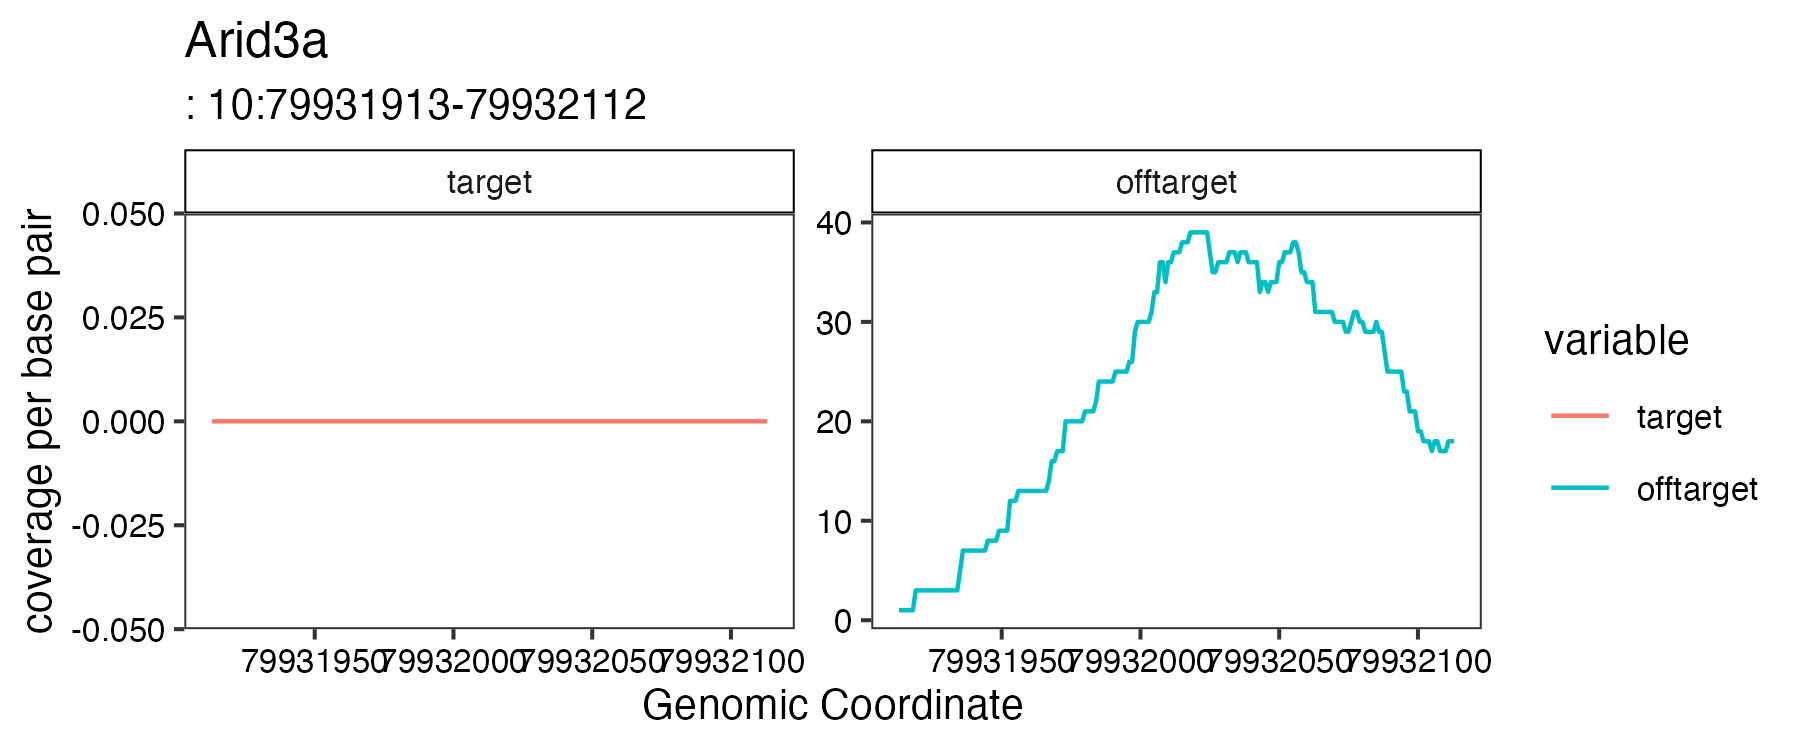 Arid3a
: 10:79931913-79932112
target
offtarget
coverage per base pair
0.050
0.025
0.000
-0.025
-0.050
40
30
20
10
0
79931950 79932000 79932050 79932100
79931950 79932000 79932050 79932100
Genomic Coordinate
variable
target
offtarget